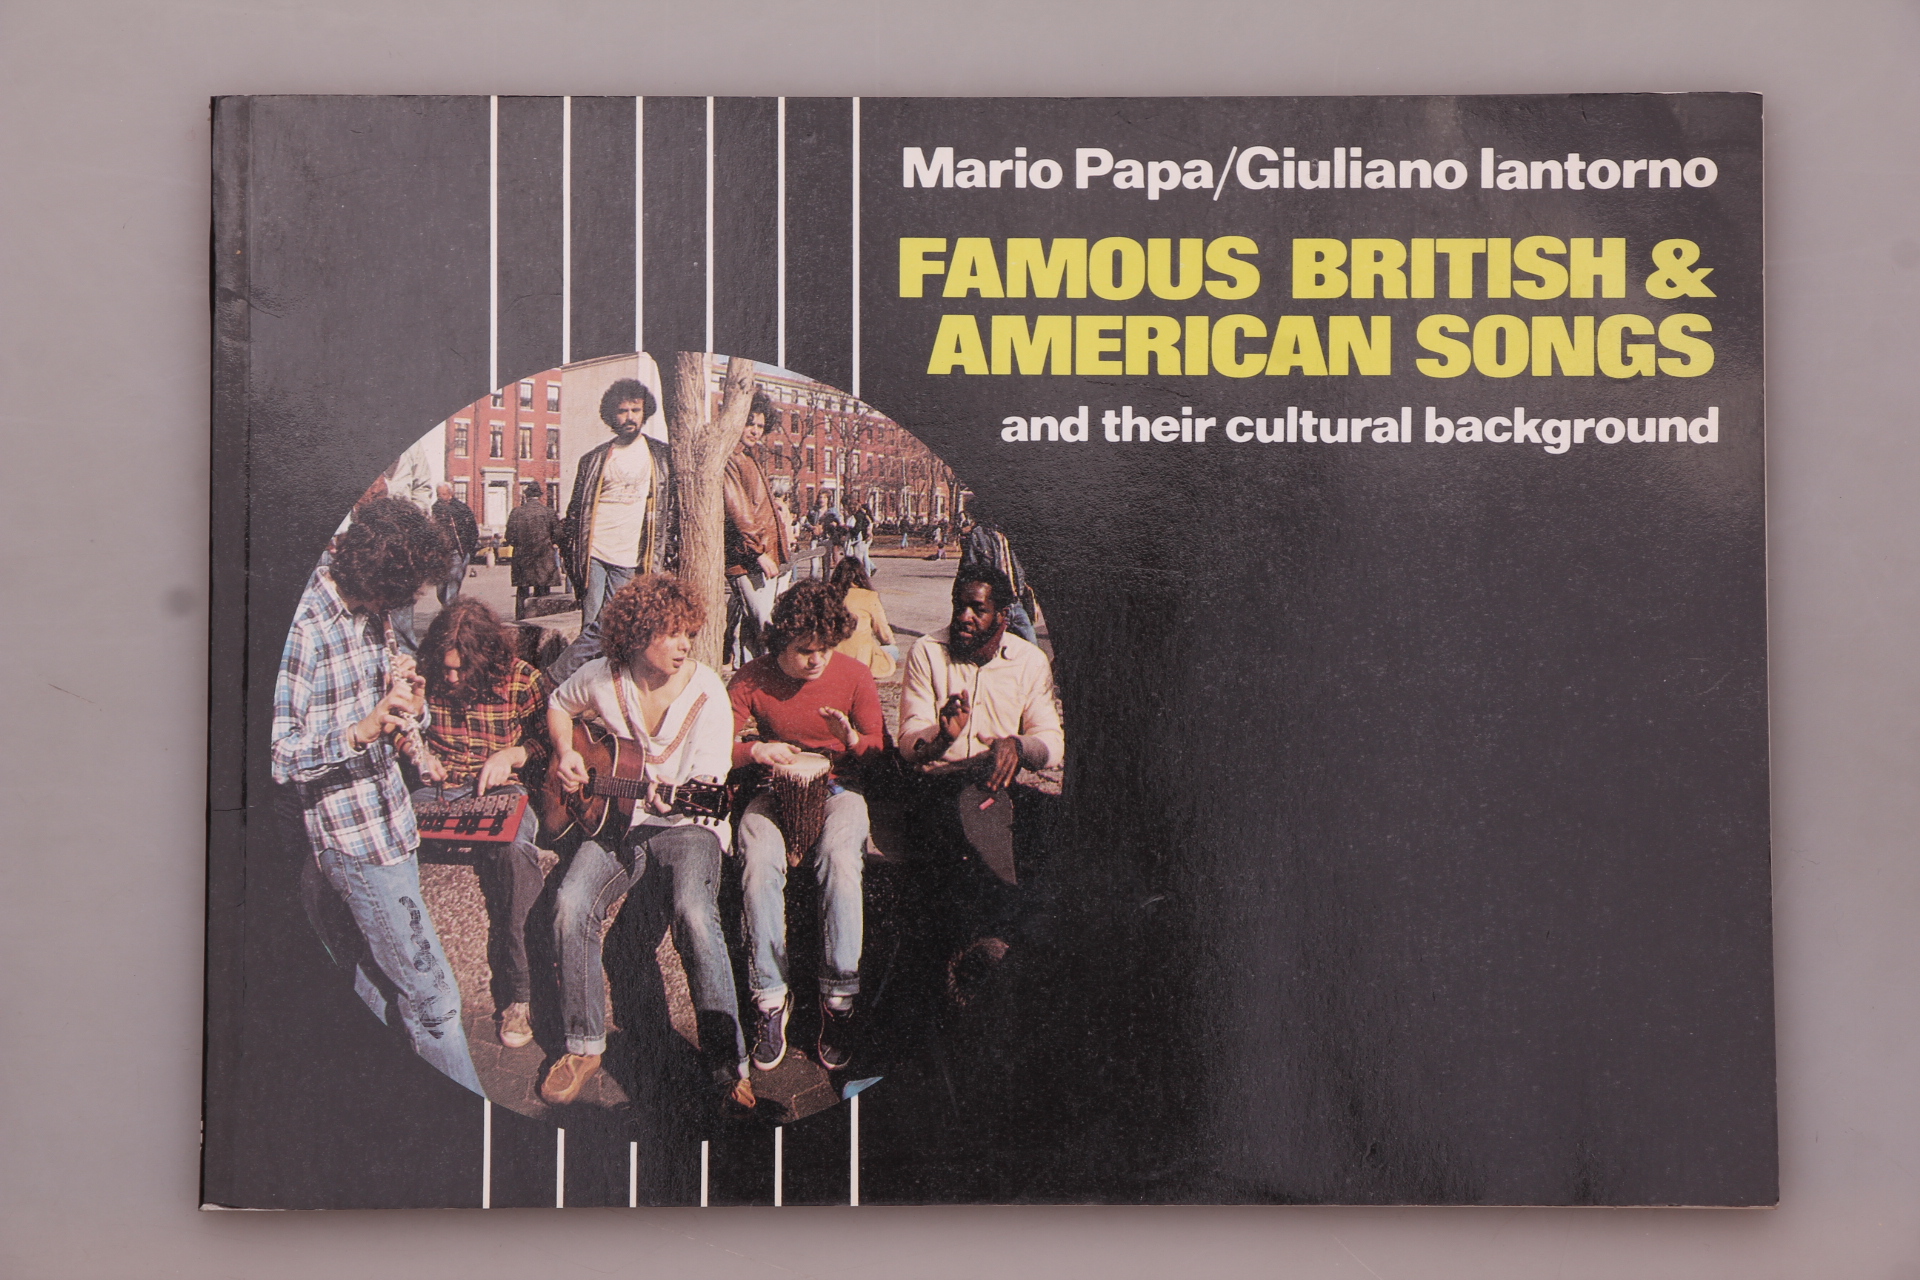 Mario Papa/Giuliano Iantorno
FAMOUS BRITISH &
AMERICAN SONGS
and their cultural background